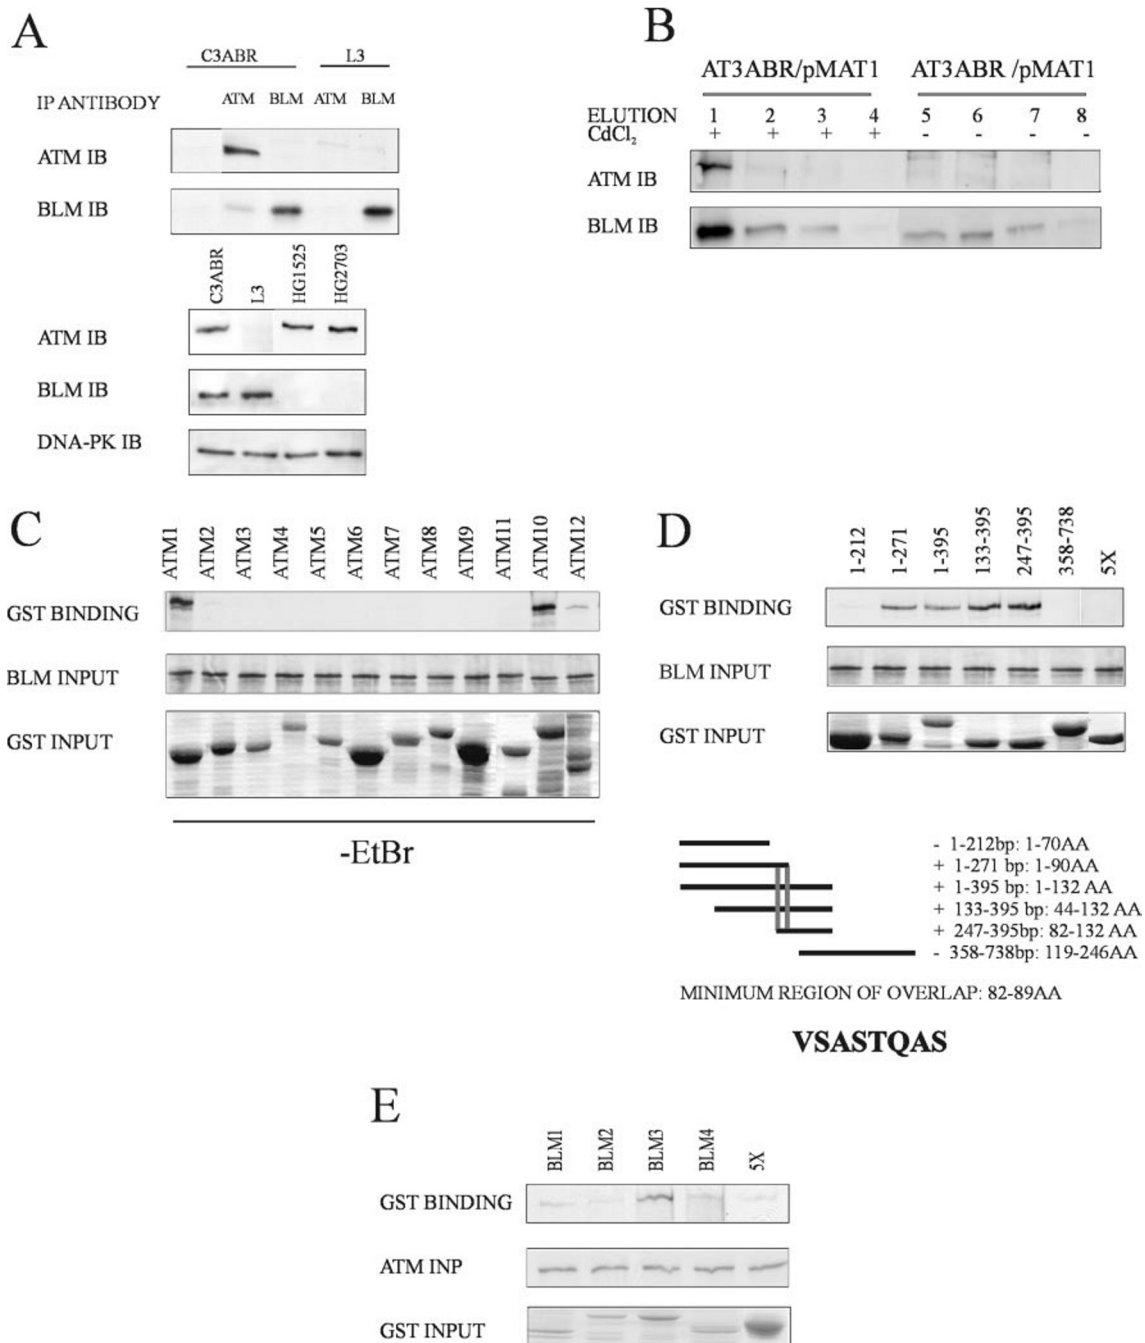 A
C3ABR L3
IP ANTIBODY ATM BLM ATM BLM
ATM IB
BLM IB
C3ABR L3 HG1525 HG2703
ATM IB
BLM IB
DNA-PK IB
B
AT3ABR/pMAT1 AT3ABR /pMAT1
ELUTION 1 2 3 4 5 6 7 8
CdCl₂ + + + + - - - -
ATM IB
BLM IB
C
ATM1 ATM2 ATM3 ATM4 ATM5 ATM6 ATM7 ATM8 ATM9 ATM11 ATM10 ATM12
GST BINDING
BLM INPUT
GST INPUT
-EtBr
D
1-212 1-271 1-395 133-395 247-395 358-738 5X
GST BINDING
BLM INPUT
GST INPUT
- 1-212bp: 1-70AA
+ 1-271 bp: 1-90AA
+ 1-395 bp: 1-132 AA
+ 133-395 bp: 44-132 AA
+ 247-395bp: 82-132 AA
- 358-738bp: 119-246AA
MINIMUM REGION OF OVERLAP: 82-89AA
VSASTQAS
E
BLM1 BLM2 BLM3 BLM4 5X
GST BINDING
ATM INP
GST INPUT